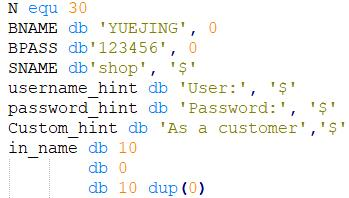 N equ 30
BNAME db 'YUEJING', 0
BPASS db'123456', 0
SNAME db'shop', '$'
username_hint db 'User:', '$'
password_hint db 'Password:', '$'
Custom_hint db 'As a customer','$'
in_name db 10
db 0
db 10 dup(0)